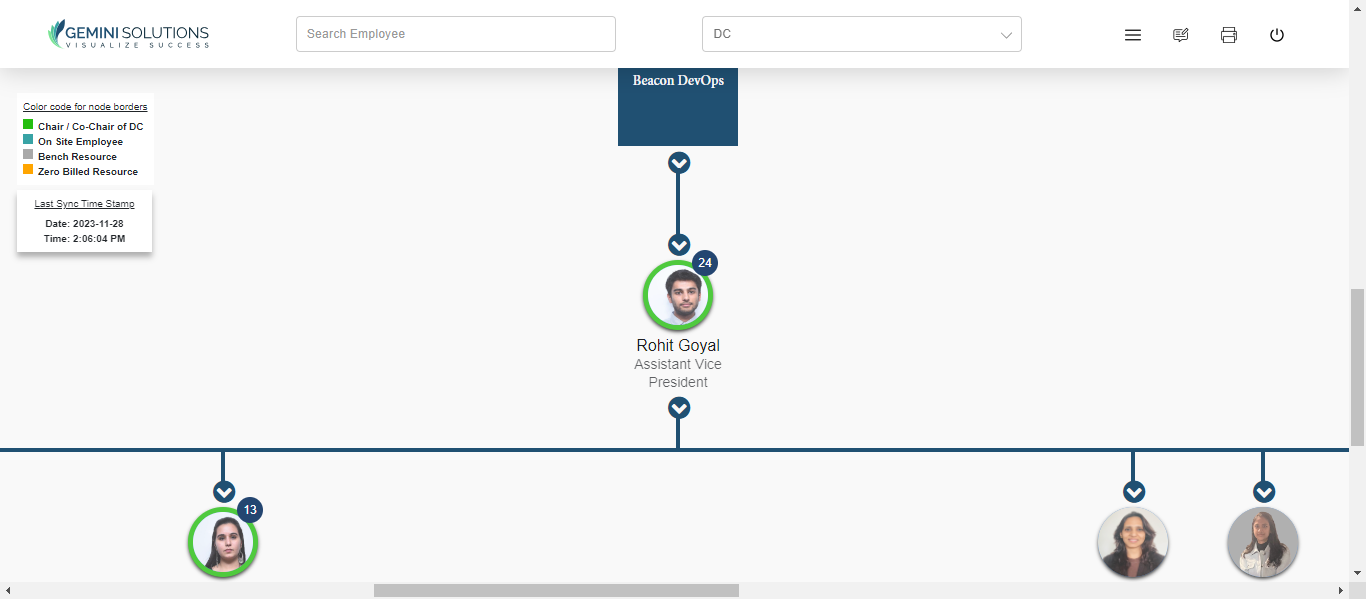 GEMINI SOLUTIONS
VISUALIZE SUCCESS
Search Employee
DC
Beacon DevOps
Color code for node borders
Chair / Co-Chair of DC
On Site Employee
Bench Resource
Zero Billed Resource
Last Sync Time Stamp
Date: 2023-11-28
Time: 2:06:04 PM
24
Rohit Goyal
Assistant Vice
President
13